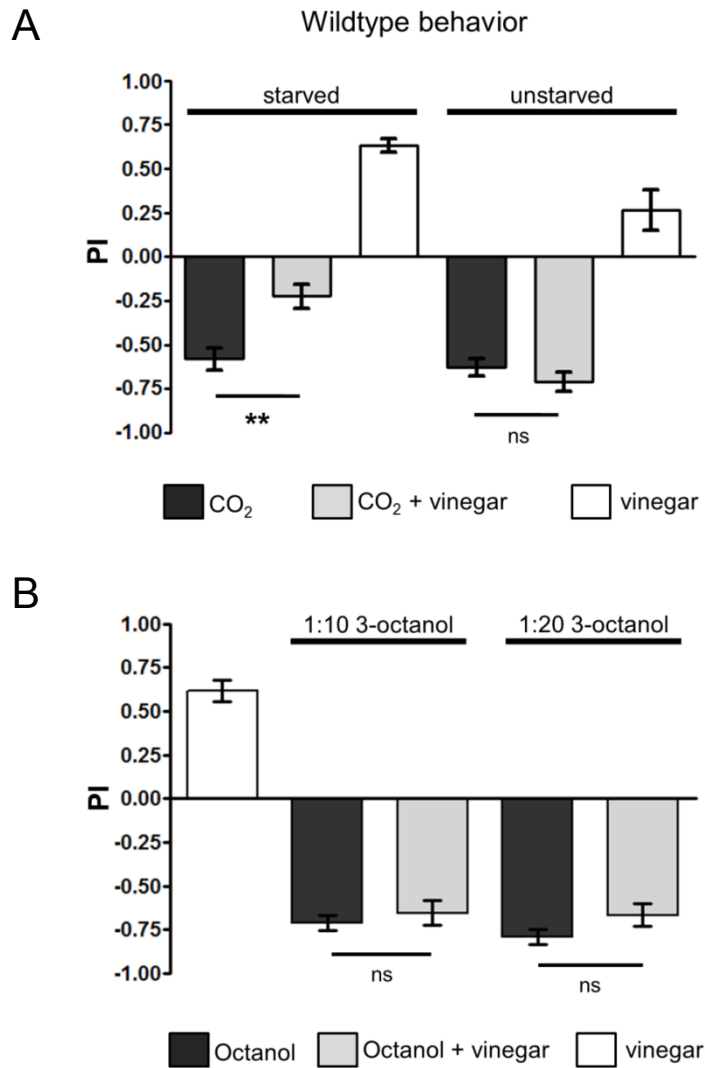 A
Wildtype behavior
starved
unstarved
PI
1.00
0.75
0.50
0.25
0.00
-0.25
-0.50
-0.75
-1.00
**
ns
CO₂
CO₂ + vinegar
vinegar
B
1:10 3-octanol
1:20 3-octanol
PI
1.00
0.75
0.50
0.25
0.00
-0.25
-0.50
-0.75
-1.00
ns
ns
Octanol
Octanol + vinegar
vinegar